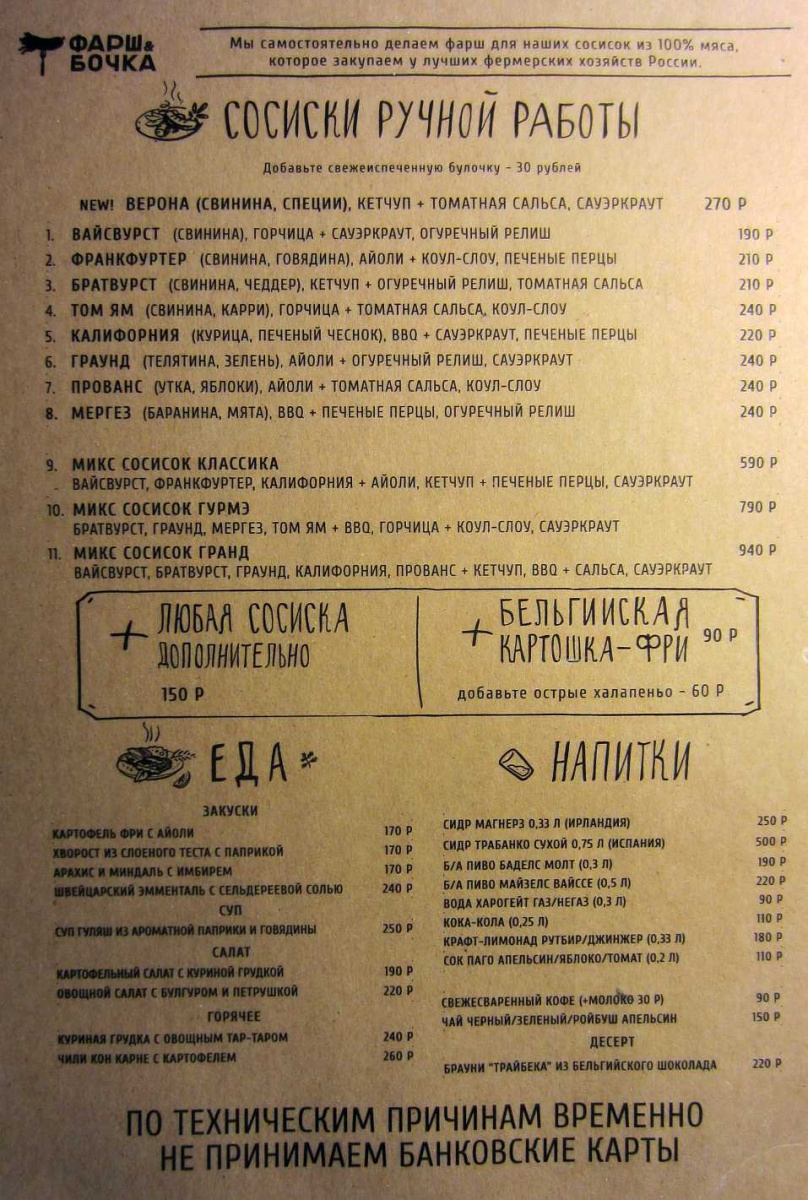 ФАРШ&
БОЧКА
Мы самостоятельно делаем фарш для наших сосисок из 100% мяса,
которое закупаем у лучших фермерских хозяйств России.
СОСИСКИ РУЧНОЙ РАБОТЫ
Добавьте свежеиспеченную булочку - 30 рублей
NEW! ВЕРОНА (СВИНИНА, СПЕЦИИ), КЕТЧУП + ТОМАТНАЯ САЛЬСА, САУЭРКРАУТ 270 Р
1. ВАЙСВУРСТ (СВИНИНА), ГОРЧИЦА + САУЭРКРАУТ, ОГУРЕЧНЫЙ РЕЛИШ 190 Р
2. ФРАНКФУРТЕР (СВИНИНА, ГОВЯДИНА), АЙОЛИ + КОУЛ-СЛОУ, ПЕЧЕНЫЕ ПЕРЦЫ 210 Р
3. БРАТВУРСТ (СВИНИНА, ЧЕДДЕР), КЕТЧУП + ОГУРЕЧНЫЙ РЕЛИШ, ТОМАТНАЯ САЛЬСА 210 Р
4. ТОМ ЯМ (СВИНИНА, КАРРИ), ГОРЧИЦА + ТОМАТНАЯ САЛЬСА, КОУЛ-СЛОУ 240 Р
5. КАЛИФОРНИЯ (КУРИЦА, ПЕЧЕНЫЙ ЧЕСНОК), BBQ + САУЭРКРАУТ, ПЕЧЕНЫЕ ПЕРЦЫ 220 Р
6. ГРАУНД (ТЕЛЯТИНА, ЗЕЛЕНЬ), АЙОЛИ + ОГУРЕЧНЫЙ РЕЛИШ, САУЭРКРАУТ 240 Р
7. ПРОВАНС (УТКА, ЯБЛОКИ), АЙОЛИ + ТОМАТНАЯ САЛЬСА, КОУЛ-СЛОУ 240 Р
8. МЕРГЕЗ (БАРАНИНА, МЯТА), BBQ + ПЕЧЕНЫЕ ПЕРЦЫ, ОГУРЕЧНЫЙ РЕЛИШ 240 Р
9. МИКС СОСИСОК КЛАССИКА 590 Р
ВАЙСВУРСТ, ФРАНКФУРТЕР, КАЛИФОРНИЯ + АЙОЛИ, КЕТЧУП + ПЕЧЕНЫЕ ПЕРЦЫ, САУЭРКРАУТ
10. МИКС СОСИСОК ГУРМЭ 790 Р
БРАТВУРСТ, ГРАУНД, МЕРГЕЗ, ТОМ ЯМ + BBQ, ГОРЧИЦА + КОУЛ-СЛОУ, САУЭРКРАУТ
11. МИКС СОСИСОК ГРАНД 940 Р
ВАЙСВУРСТ, БРАТВУРСТ, ГРАУНД, КАЛИФОРНИЯ, ПРОВАНС + КЕТЧУП, BBQ + САЛЬСА, САУЭРКРАУТ
+ ЛЮБАЯ СОСИСКА
ДОПОЛНИТЕЛЬНО
150 Р
+ БЕЛЬГИЙСКАЯ
КАРТОШКА-ФРИ 90 Р
добавьте острые халапеньо - 60 Р
ЕДА
ЗАКУСКИ
КАРТОФЕЛЬ ФРИ С АЙОЛИ 170 Р
ХВОРОСТ ИЗ СЛОЕНОГО ТЕСТА С ПАПРИКОЙ 170 Р
АРАХИС И МИНДАЛЬ С ИМБИРЕМ 170 Р
ШВЕЙЦАРСКИЙ ЭММЕНТАЛЬ С СЕЛЬДЕРЕЕВОЙ СОЛЬЮ 240 Р
СУП
СУП ГУЛЯШ ИЗ АРОМАТНОЙ ПАПРИКИ И ГОВЯДИНЫ 250 Р
САЛАТ
КАРТОФЕЛЬНЫЙ САЛАТ С КУРИНОЙ ГРУДКОЙ 190 Р
ОВОЩНОЙ САЛАТ С БУЛГУРОМ И ПЕТРУШКОЙ 220 Р
ГОРЯЧЕЕ
КУРИНАЯ ГРУДКА С ОВОЩНЫМ ТАР-ТАРОМ 240 Р
ЧИЛИ КОН КАРНЕ С КАРТОФЕЛЕМ 260 Р
НАПИТКИ
СИДР МАГНЕРЗ 0,33 Л (ИРЛАНДИЯ) 250 Р
СИДР ТРАБАНКО СУХОЙ 0,75 Л (ИСПАНИЯ) 500 Р
Б/А ПИВО БАДЕЛС МОЛТ (0,3 Л) 190 Р
Б/А ПИВО МАЙЗЕЛС ВАЙССЕ (0,5 Л) 220 Р
ВОДА ХАРОГЕЙТ ГАЗ/НЕГАЗ (0,3 Л) 90 Р
КОКА-КОЛА (0,25 Л) 110 Р
КРАФТ-ЛИМОНАД РУТБИР/ДЖИНЖЕР (0,33 Л) 180 Р
СОК ПАГО АПЕЛЬСИН/ЯБЛОКО/ТОМАТ (0,2 Л) 110 Р
СВЕЖЕСВАРЕННЫЙ КОФЕ (+МОЛОКО 30 Р) 90 Р
ЧАЙ ЧЕРНЫЙ/ЗЕЛЕНЫЙ/РОЙБУШ АПЕЛЬСИН 150 Р
ДЕСЕРТ
БРАУНИ "ТРАЙБЕКА" ИЗ БЕЛЬГИЙСКОГО ШОКОЛАДА 220 Р
ПО ТЕХНИЧЕСКИМ ПРИЧИНАМ ВРЕМЕННО
НЕ ПРИНИМАЕМ БАНКОВСКИЕ КАРТЫ